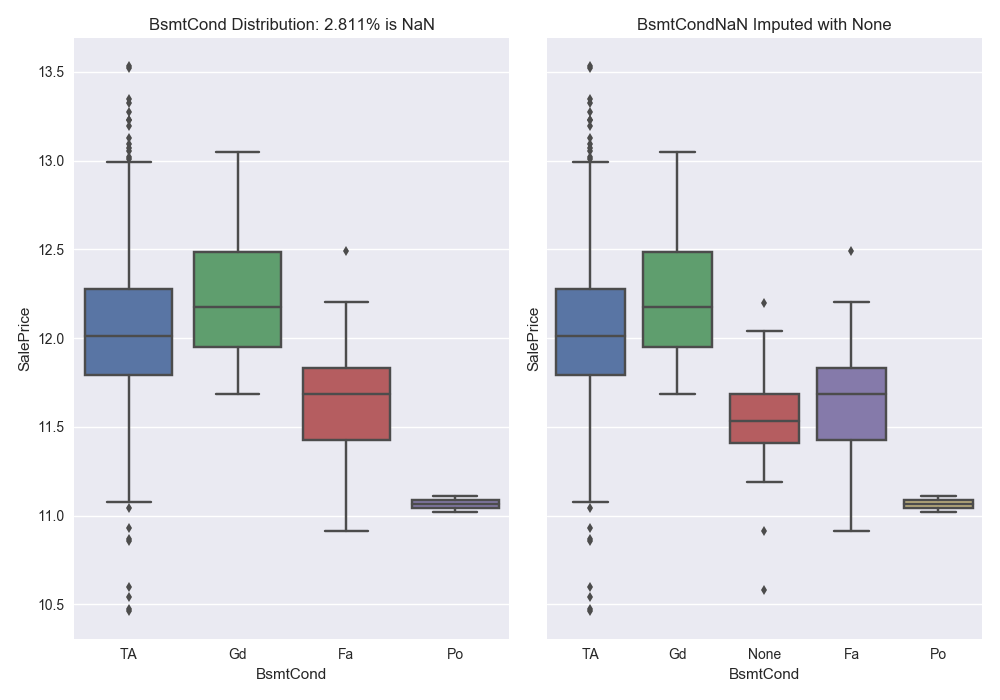 BsmtCond Distribution: 2.811% is NaN
BsmtCondNaN Imputed with None
13.5
13.0
12.5
12.0
11.5
11.0
10.5
SalePrice
SalePrice
TA Gd Fa Po
TA Gd None Fa Po
BsmtCond
BsmtCond